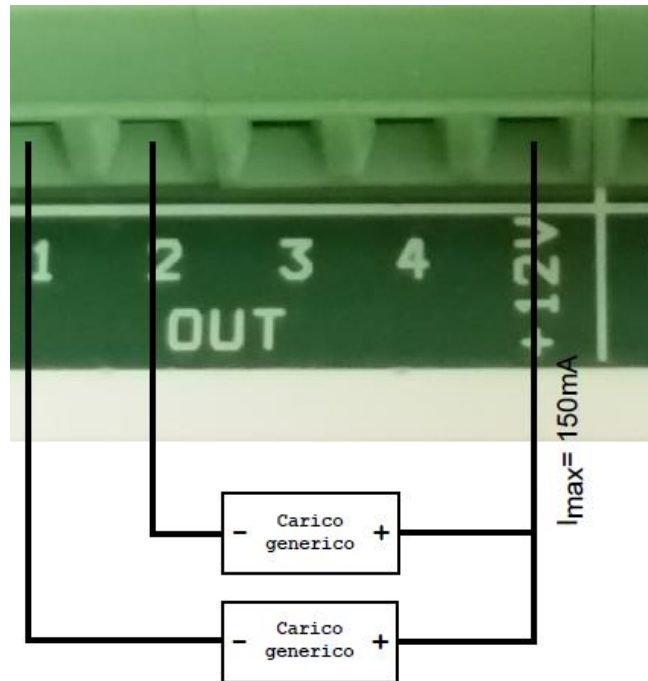 1 2 3 4 +12V
OUT
Imax= 150mA
- Carico generico +
- Carico generico +